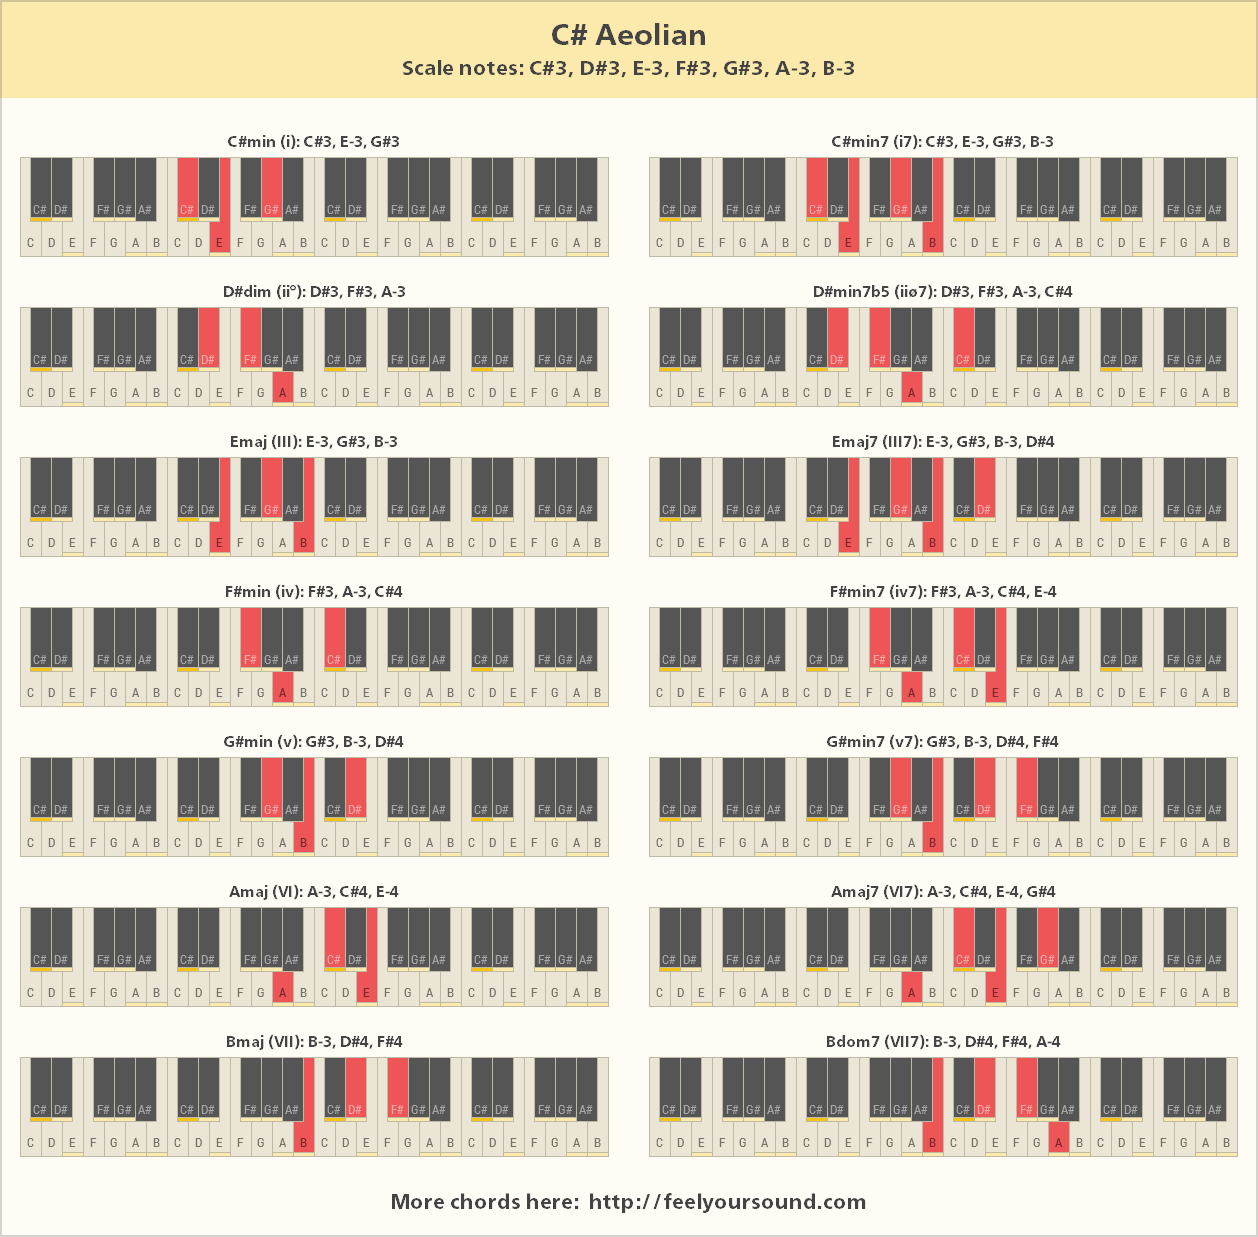 C# Aeolian
Scale notes: C#3, D#3, E-3, F#3, G#3, A-3, B-3
C#min (i): C#3, E-3, G#3
C# D# F# G# A# C# D# F# G# A# C# D# F# G# A# C# D# F# G# A#
C D E F G A B C D E F G A B C D E F G A B C D E F G A B
C#min7 (i7): C#3, E-3, G#3, B-3
C# D# F# G# A# C# D# F# G# A# C# D# F# G# A# C# D# F# G# A#
C D E F G A B C D E F G A B C D E F G A B C D E F G A B
D#dim (ii°): D#3, F#3, A-3
C# D# F# G# A# C# D# F# G# A# C# D# F# G# A# C# D# F# G# A#
C D E F G A B C D E F G A B C D E F G A B C D E F G A B
D#min7b5 (iiø7): D#3, F#3, A-3, C#4
C# D# F# G# A# C# D# F# G# A# C# D# F# G# A# C# D# F# G# A#
C D E F G A B C D E F G A B C D E F G A B C D E F G A B
Emaj (III): E-3, G#3, B-3
C# D# F# G# A# C# D# F# G# A# C# D# F# G# A# C# D# F# G# A#
C D E F G A B C D E F G A B C D E F G A B C D E F G A B
Emaj7 (III7): E-3, G#3, B-3, D#4
C# D# F# G# A# C# D# F# G# A# C# D# F# G# A# C# D# F# G# A#
C D E F G A B C D E F G A B C D E F G A B C D E F G A B
F#min (iv): F#3, A-3, C#4
C# D# F# G# A# C# D# F# G# A# C# D# F# G# A# C# D# F# G# A#
C D E F G A B C D E F G A B C D E F G A B C D E F G A B
F#min7 (iv7): F#3, A-3, C#4, E-4
C# D# F# G# A# C# D# F# G# A# C# D# F# G# A# C# D# F# G# A#
C D E F G A B C D E F G A B C D E F G A B C D E F G A B
G#min (v): G#3, B-3, D#4
C# D# F# G# A# C# D# F# G# A# C# D# F# G# A# C# D# F# G# A#
C D E F G A B C D E F G A B C D E F G A B C D E F G A B
G#min7 (v7): G#3, B-3, D#4, F#4
C# D# F# G# A# C# D# F# G# A# C# D# F# G# A# C# D# F# G# A#
C D E F G A B C D E F G A B C D E F G A B C D E F G A B
Amaj (VI): A-3, C#4, E-4
C# D# F# G# A# C# D# F# G# A# C# D# F# G# A# C# D# F# G# A#
C D E F G A B C D E F G A B C D E F G A B C D E F G A B
Amaj7 (VI7): A-3, C#4, E-4, G#4
C# D# F# G# A# C# D# F# G# A# C# D# F# G# A# C# D# F# G# A#
C D E F G A B C D E F G A B C D E F G A B C D E F G A B
Bmaj (VII): B-3, D#4, F#4
C# D# F# G# A# C# D# F# G# A# C# D# F# G# A# C# D# F# G# A#
C D E F G A B C D E F G A B C D E F G A B C D E F G A B
Bdom7 (VII7): B-3, D#4, F#4, A-4
C# D# F# G# A# C# D# F# G# A# C# D# F# G# A# C# D# F# G# A#
C D E F G A B C D E F G A B C D E F G A B C D E F G A B
More chords here: http://feelyoursound.com